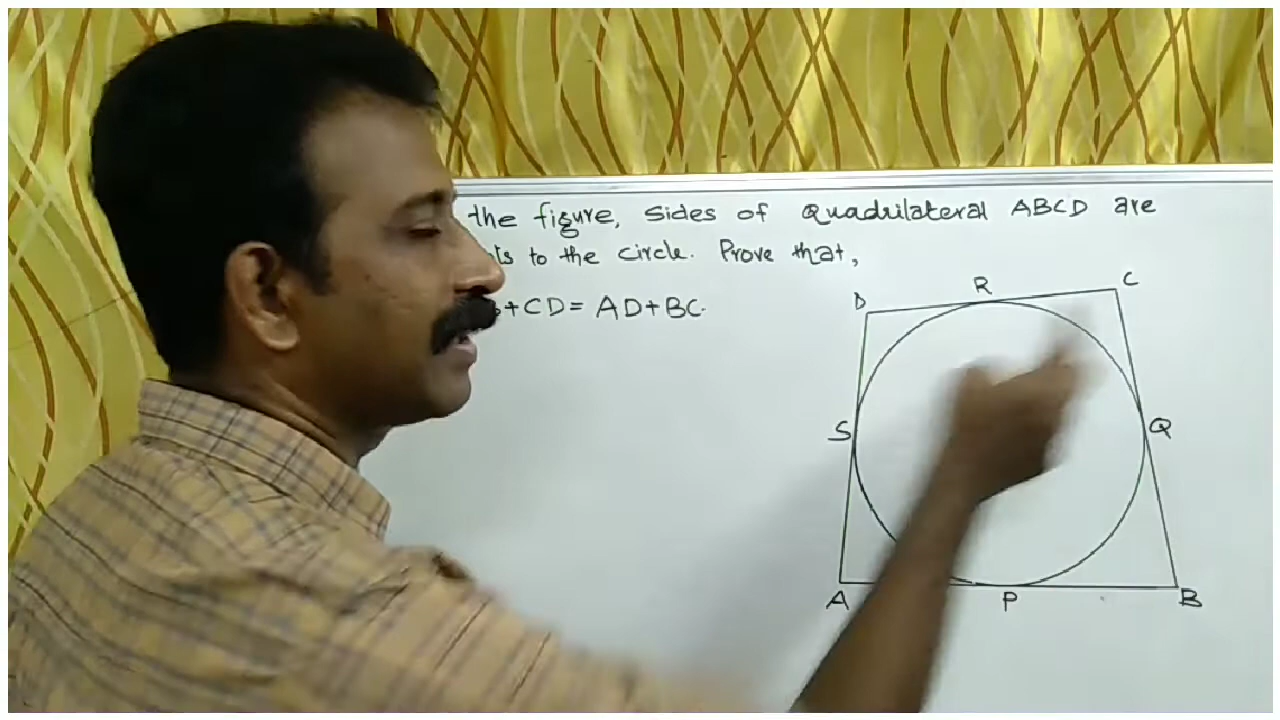 the figure, sides of Quadrilateral ABCD are
to the circle. Prove that,
+CD = AD+BC.
D
R
C
S
Q
A
P
B